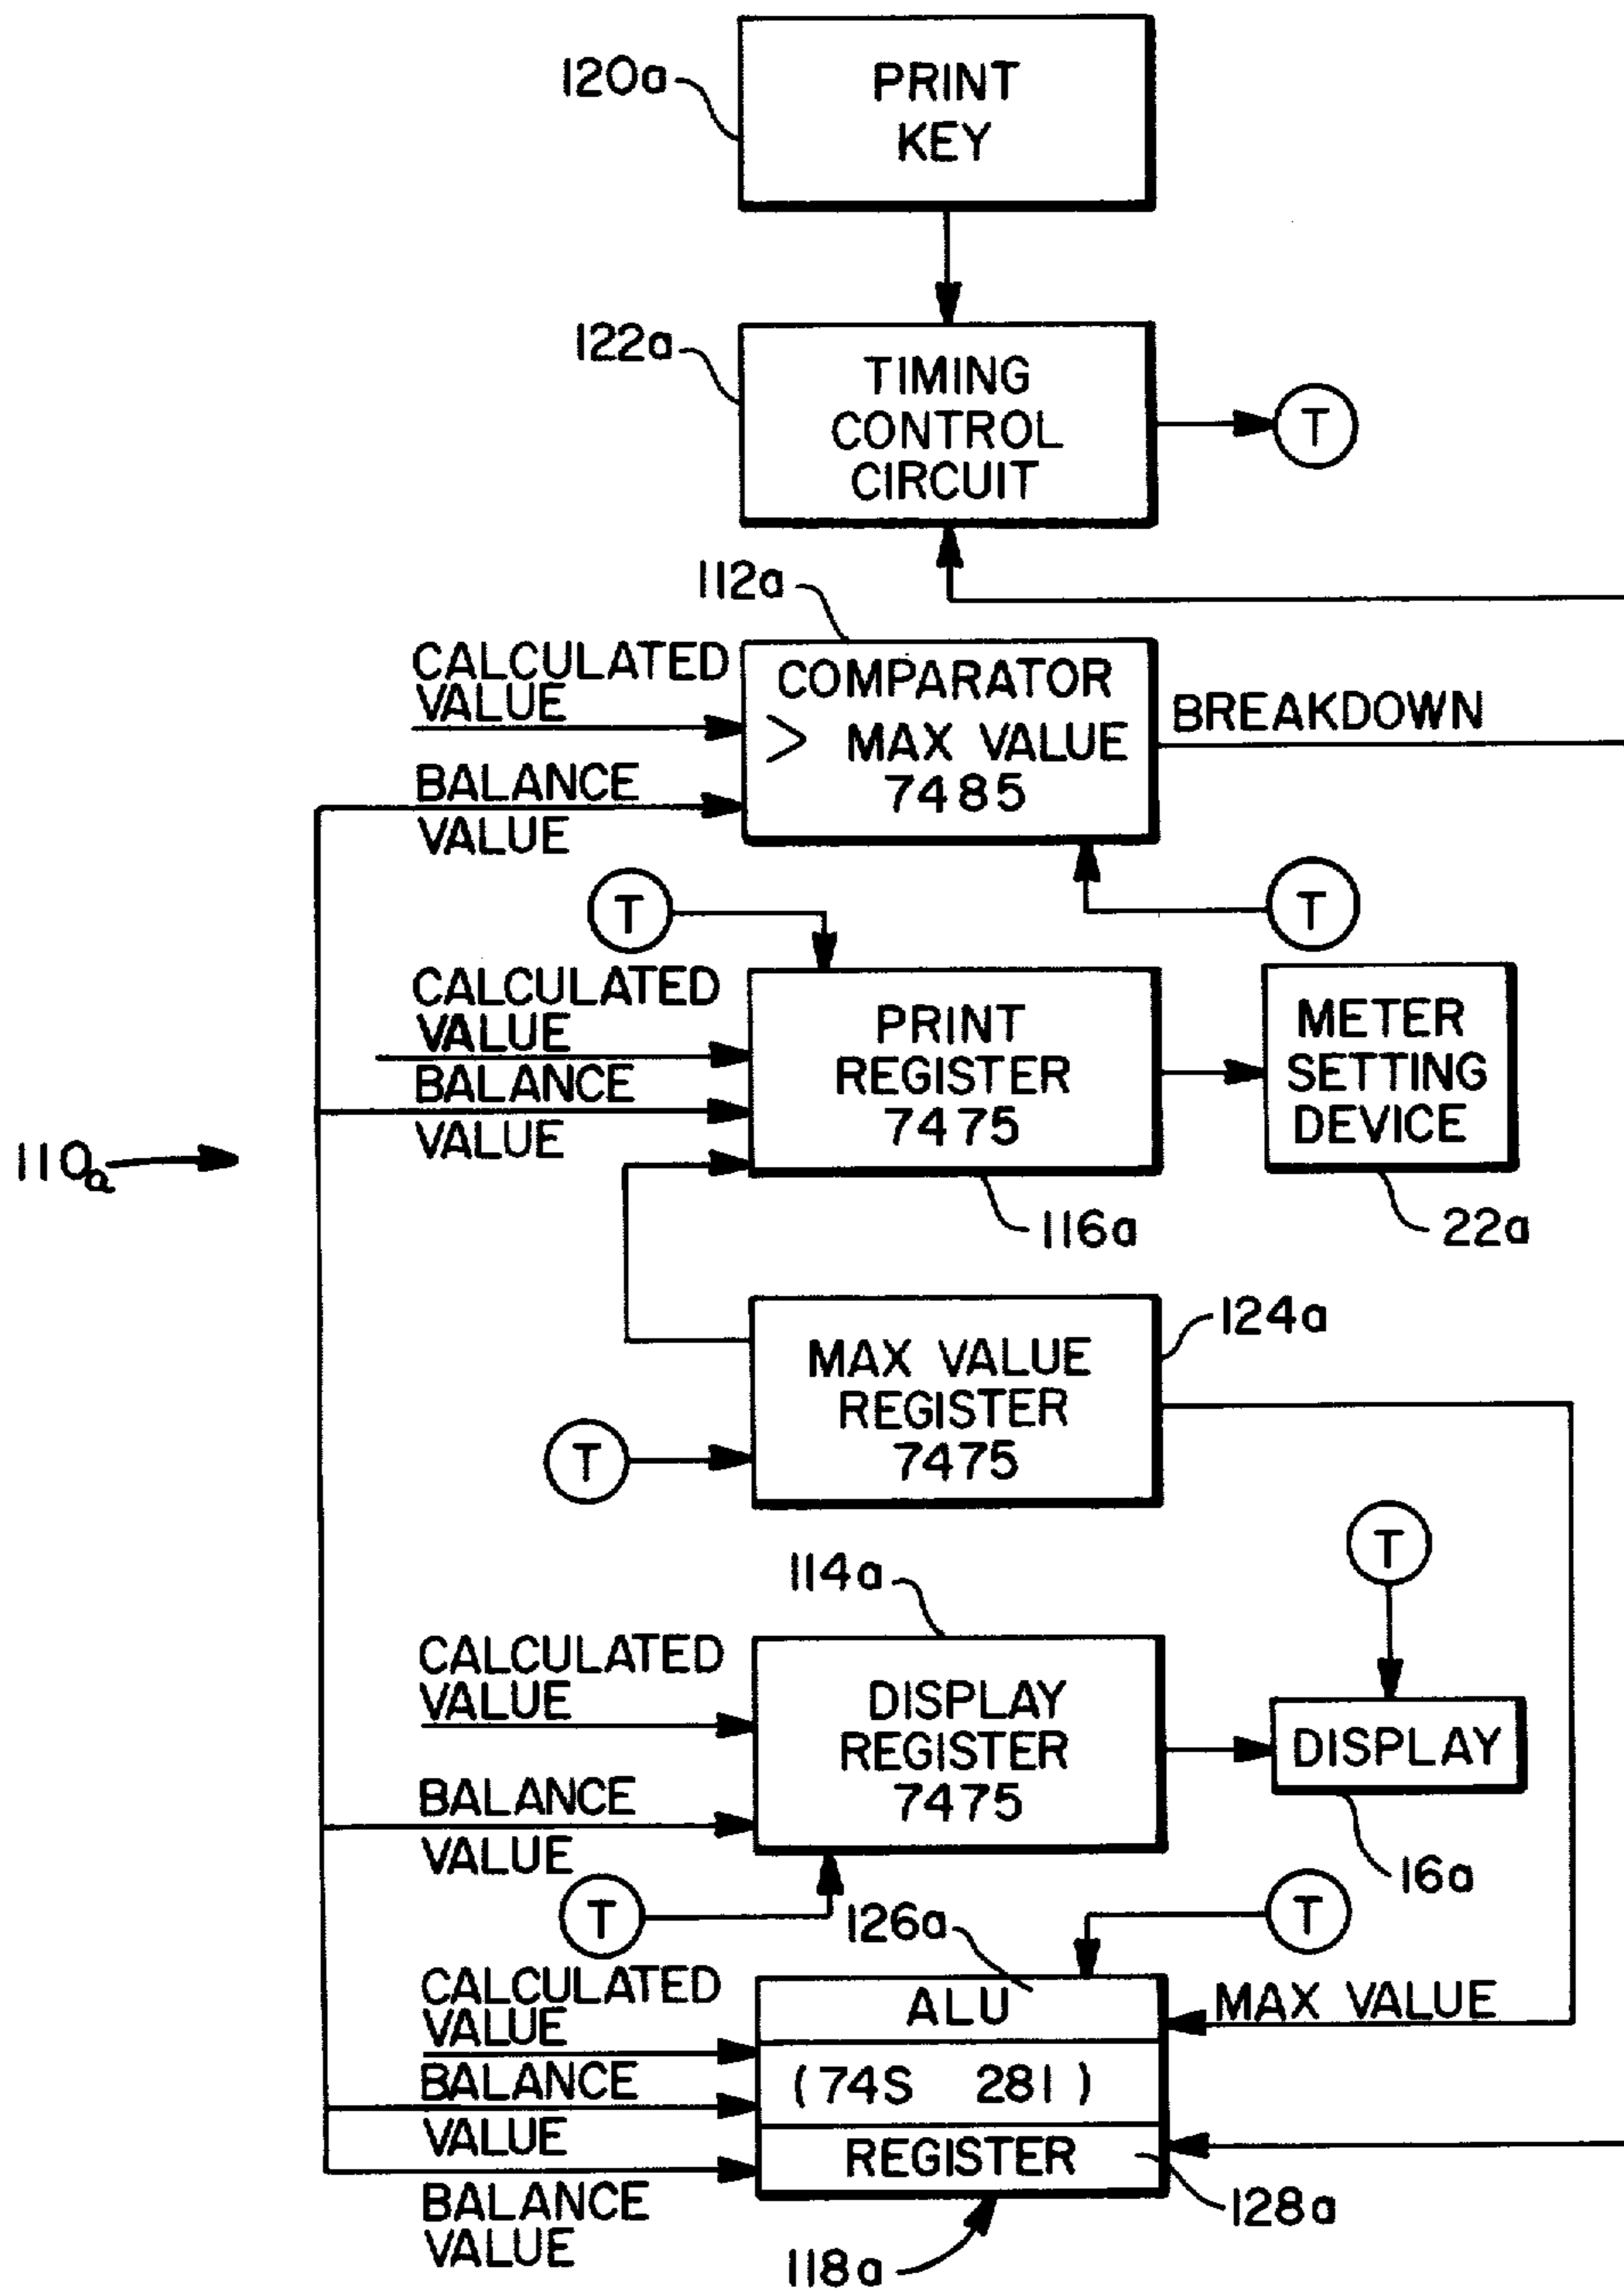 120a
PRINT
KEY
122a
TIMING
CONTROL
CIRCUIT
T
112a
CALCULATED
VALUE
COMPARATOR
> MAX VALUE
7485
BREAKDOWN
BALANCE
VALUE
T
T
CALCULATED
VALUE
BALANCE
VALUE
PRINT
REGISTER
7475
METER
SETTING
DEVICE
110a
116a
22a
124a
MAX VALUE
REGISTER
7475
T
T
114a
CALCULATED
VALUE
DISPLAY
REGISTER
7475
DISPLAY
BALANCE
VALUE
16a
T
126a
T
CALCULATED
VALUE
ALU
MAX VALUE
BALANCE
VALUE
(74S 281)
REGISTER
BALANCE
VALUE
128a
118a